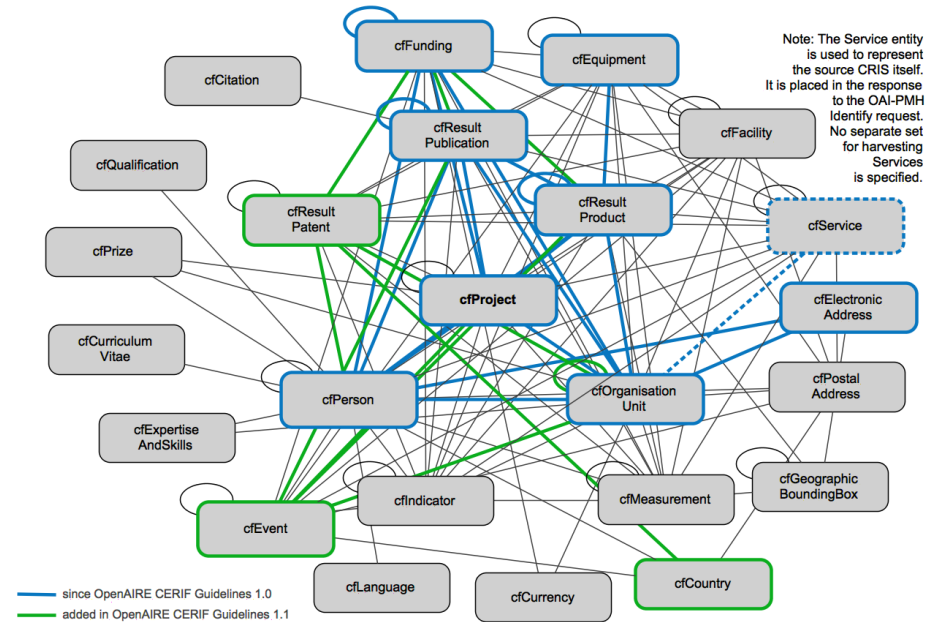 cfFunding
cfEquipment
Note: The Service entity
is used to represent
the source CRIS itself.
It is placed in the response
to the OAI-PMH
Identify request.
No separate set
for harvesting
Services
is specified.
cfCitation
cfResult
Publication
cfFacility
cfQualification
cfResult
Patent
cfResult
Product
cfService
cfPrize
cfProject
cfElectronic
Address
cfCurriculum
Vitae
cfPerson
cfOrganisation
Unit
cfPostal
Address
cfExpertise
AndSkills
cfIndicator
cfMeasurement
cfGeographic
BoundingBox
cfEvent
cfLanguage
cfCurrency
cfCountry
since OpenAIRE CERIF Guidelines 1.0
added in OpenAIRE CERIF Guidelines 1.1